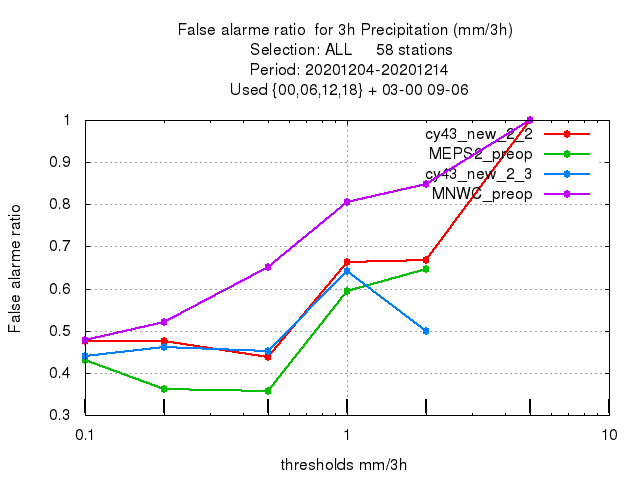 False alarme ratio  for 3h Precipitation (mm/3h)
Selection: ALL     58 stations
Period: 20201204-20201214
Used {00,06,12,18} + 03-00 09-06
1
0.9
0.8
0.7
0.6
0.5
0.4
0.3
False alarme ratio
cy43_new_2_2
MEPS2_preop
cy43_new_2_3
MNWC_preop
0.1
1
10
thresholds mm/3h